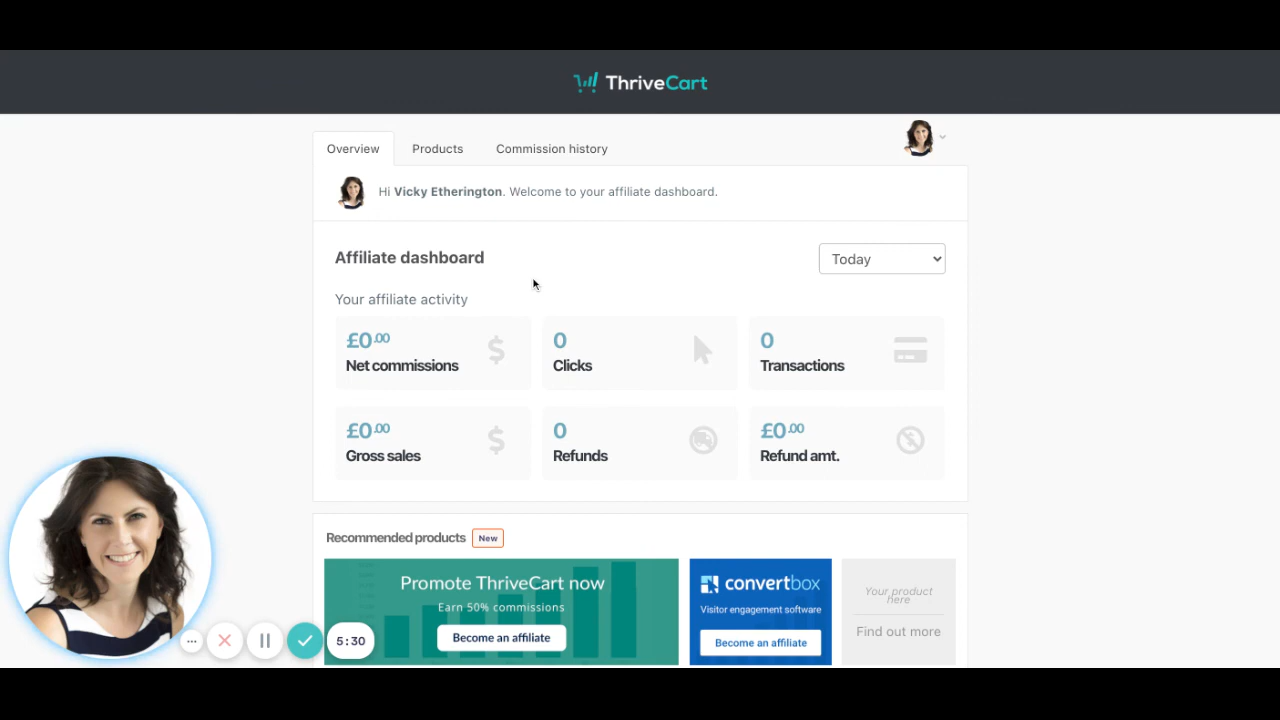 ThriveCart
Overview
Products
Commission history
Hi Vicky Etherington. Welcome to your affiliate dashboard.
Affiliate dashboard
Today
Your affiliate activity
£0.00
Net commissions
0
Clicks
0
Transactions
£0.00
Gross sales
0
Refunds
£0.00
Refund amt.
Recommended products
New
Promote ThriveCart now
Earn 50% commissions
Become an affiliate
convertbox
Visitor engagement software
Become an affiliate
Your product
here
Find out more
5:30